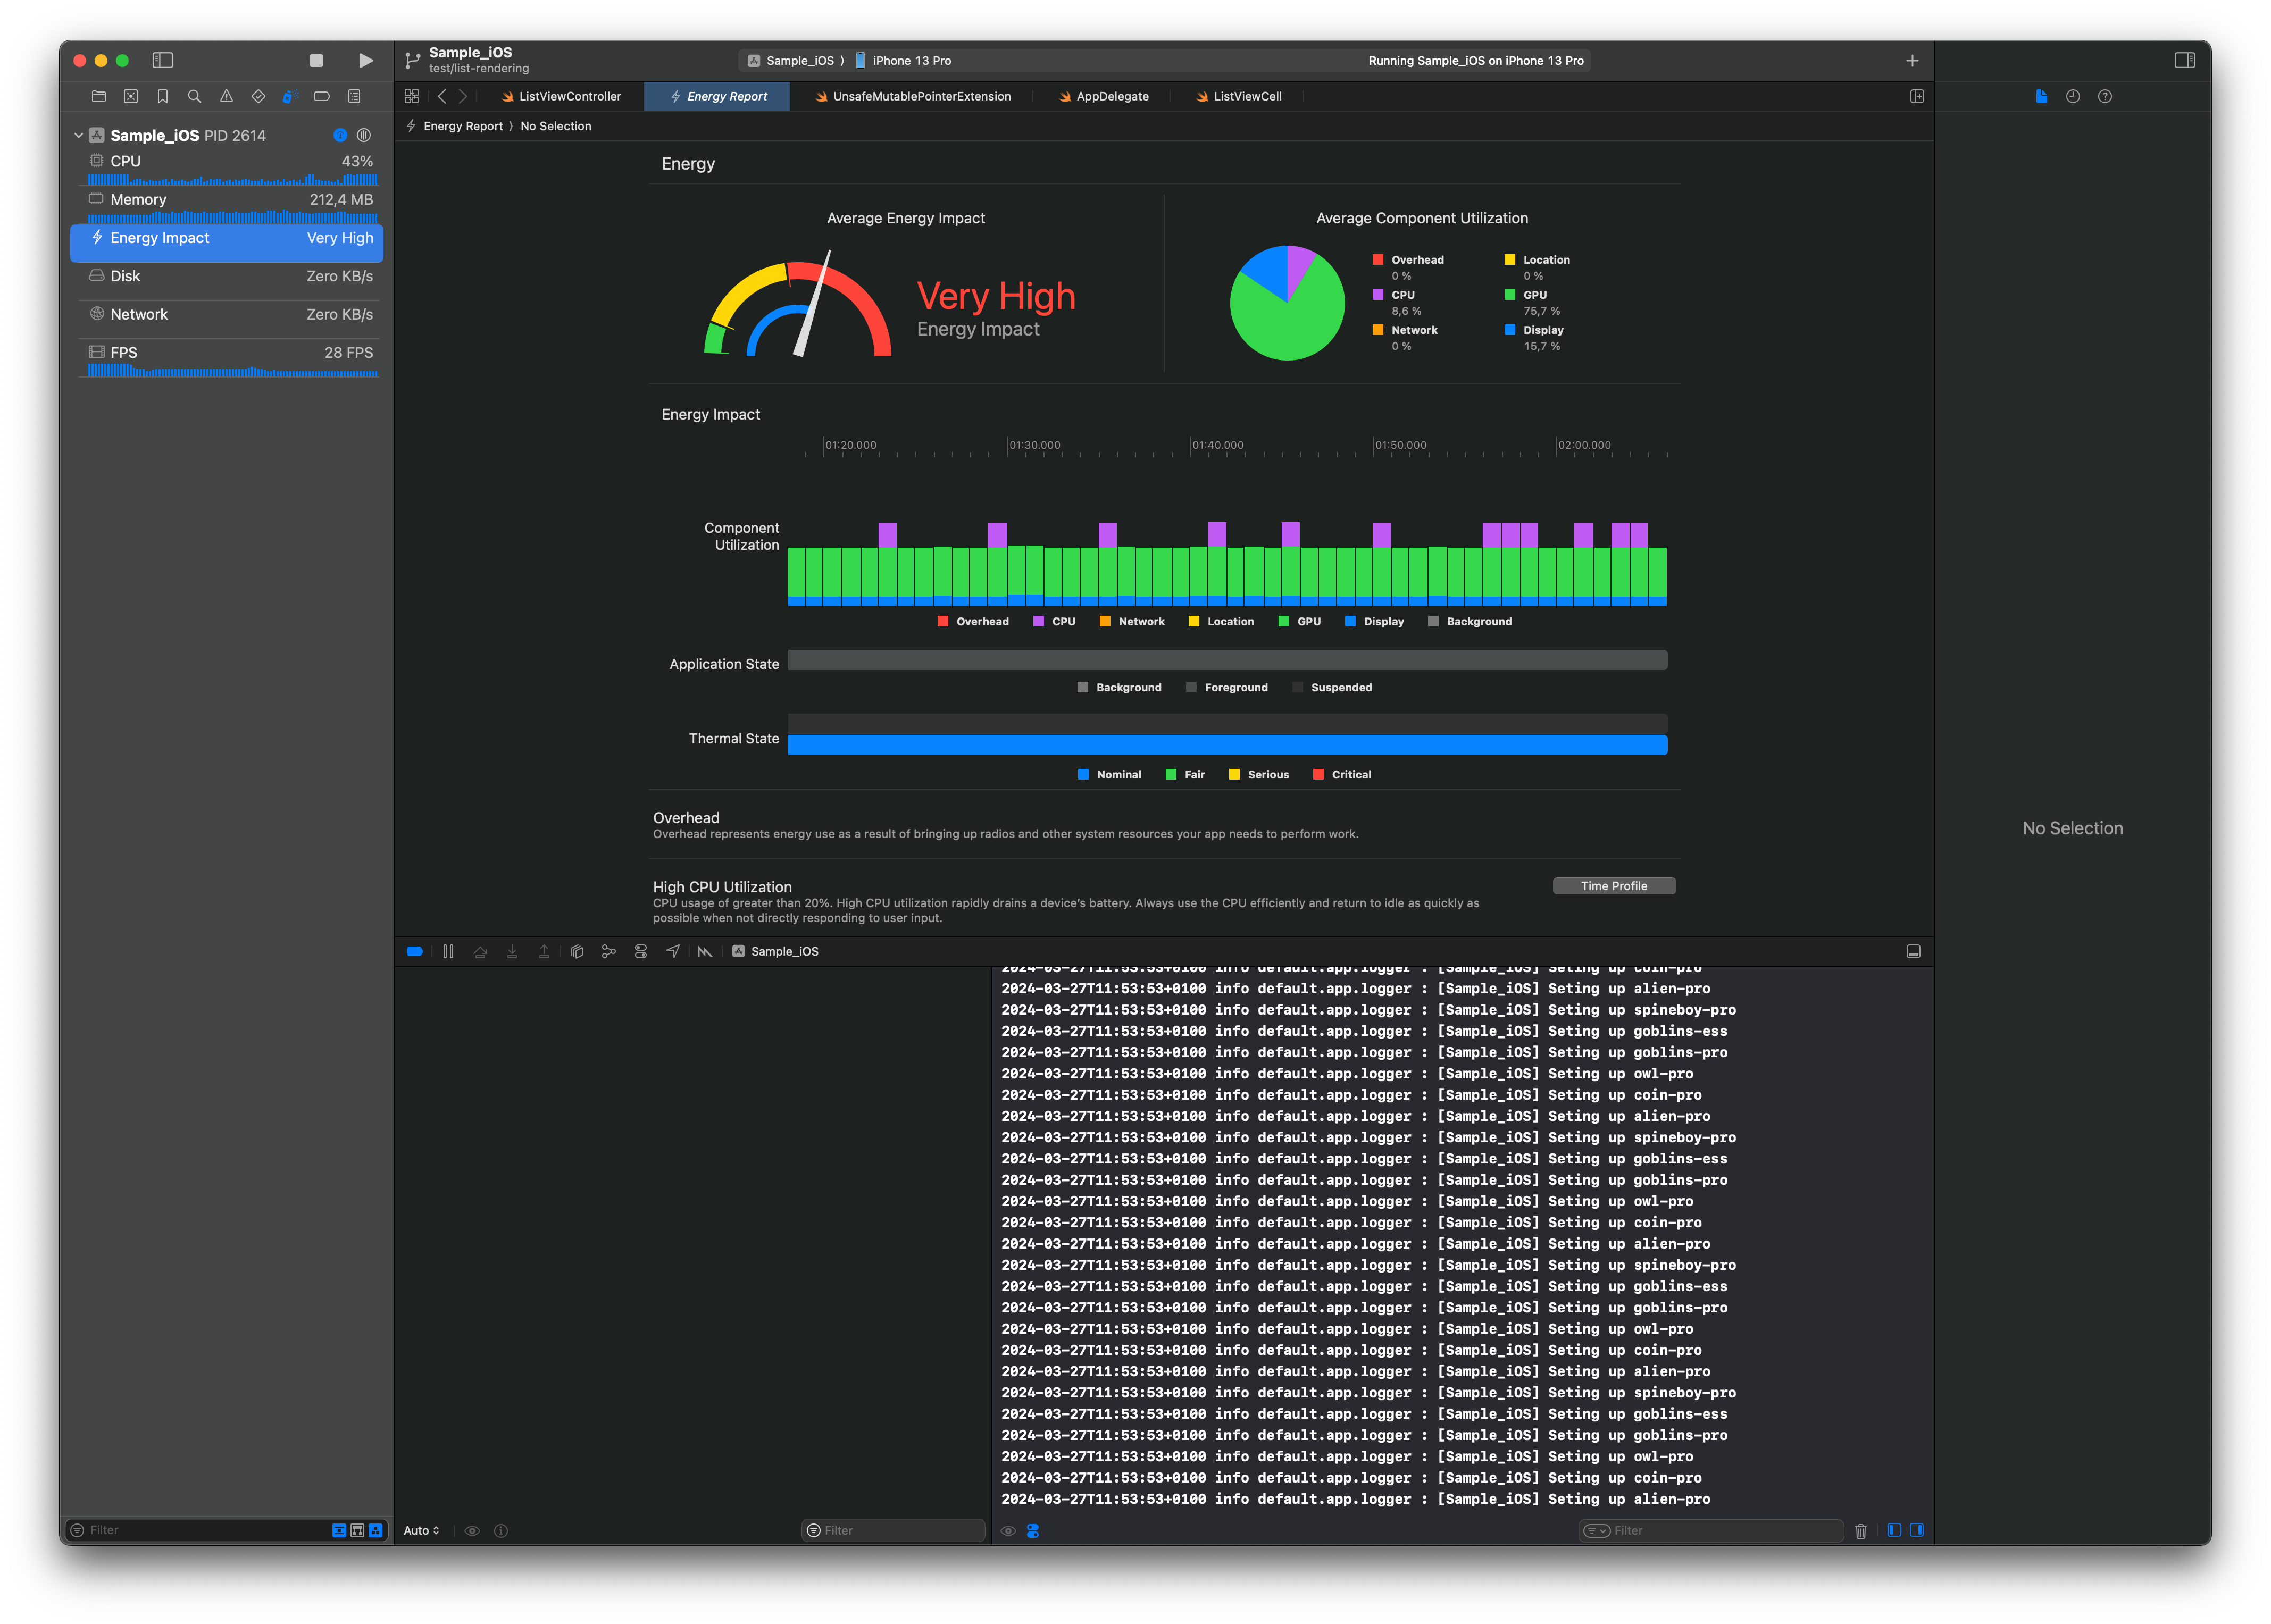 Sample_iOS
test/list-rendering
Sample_iOS 〉 iPhone 13 Pro
Running Sample_iOS on iPhone 13 Pro
ListViewController
Energy Report
UnsafeMutablePointerExtension
AppDelegate
ListViewCell
Energy Report 〉 No Selection
Sample_iOS PID 2614
CPU 43%
Memory 212,4 MB
Energy Impact Very High
Disk Zero KB/s
Network Zero KB/s
FPS 28 FPS
Filter
Energy
Average Energy Impact
Very High
Energy Impact
Average Component Utilization
Overhead
0 %
Location
0 %
CPU
8,6 %
GPU
75,7 %
Network
0 %
Display
15,7 %
Energy Impact
01:20.000 01:30.000 01:40.000 01:50.000 02:00.000
Component
Utilization
Overhead CPU Network Location GPU Display Background
Application State
Background Foreground Suspended
Thermal State
Nominal Fair Serious Critical
Overhead
Overhead represents energy use as a result of bringing up radios and other system resources your app needs to perform work.
High CPU Utilization
Time Profile
CPU usage of greater than 20%. High CPU utilization rapidly drains a device’s battery. Always use the CPU efficiently and return to idle as quickly as
possible when not directly responding to user input.
No Selection
Sample_iOS
2024-03-27T11:53:53+0100 info default.app.logger : [Sample_iOS] Seting up coin-pro
2024-03-27T11:53:53+0100 info default.app.logger : [Sample_iOS] Seting up alien-pro
2024-03-27T11:53:53+0100 info default.app.logger : [Sample_iOS] Seting up spineboy-pro
2024-03-27T11:53:53+0100 info default.app.logger : [Sample_iOS] Seting up goblins-ess
2024-03-27T11:53:53+0100 info default.app.logger : [Sample_iOS] Seting up goblins-pro
2024-03-27T11:53:53+0100 info default.app.logger : [Sample_iOS] Seting up owl-pro
2024-03-27T11:53:53+0100 info default.app.logger : [Sample_iOS] Seting up coin-pro
2024-03-27T11:53:53+0100 info default.app.logger : [Sample_iOS] Seting up alien-pro
2024-03-27T11:53:53+0100 info default.app.logger : [Sample_iOS] Seting up spineboy-pro
2024-03-27T11:53:53+0100 info default.app.logger : [Sample_iOS] Seting up goblins-ess
2024-03-27T11:53:53+0100 info default.app.logger : [Sample_iOS] Seting up goblins-pro
2024-03-27T11:53:53+0100 info default.app.logger : [Sample_iOS] Seting up owl-pro
2024-03-27T11:53:53+0100 info default.app.logger : [Sample_iOS] Seting up coin-pro
2024-03-27T11:53:53+0100 info default.app.logger : [Sample_iOS] Seting up alien-pro
2024-03-27T11:53:53+0100 info default.app.logger : [Sample_iOS] Seting up spineboy-pro
2024-03-27T11:53:53+0100 info default.app.logger : [Sample_iOS] Seting up goblins-ess
2024-03-27T11:53:53+0100 info default.app.logger : [Sample_iOS] Seting up goblins-pro
2024-03-27T11:53:53+0100 info default.app.logger : [Sample_iOS] Seting up owl-pro
2024-03-27T11:53:53+0100 info default.app.logger : [Sample_iOS] Seting up coin-pro
2024-03-27T11:53:53+0100 info default.app.logger : [Sample_iOS] Seting up alien-pro
2024-03-27T11:53:53+0100 info default.app.logger : [Sample_iOS] Seting up spineboy-pro
2024-03-27T11:53:53+0100 info default.app.logger : [Sample_iOS] Seting up goblins-ess
2024-03-27T11:53:53+0100 info default.app.logger : [Sample_iOS] Seting up goblins-pro
2024-03-27T11:53:53+0100 info default.app.logger : [Sample_iOS] Seting up owl-pro
2024-03-27T11:53:53+0100 info default.app.logger : [Sample_iOS] Seting up coin-pro
2024-03-27T11:53:53+0100 info default.app.logger : [Sample_iOS] Seting up alien-pro
Auto
Filter
Filter